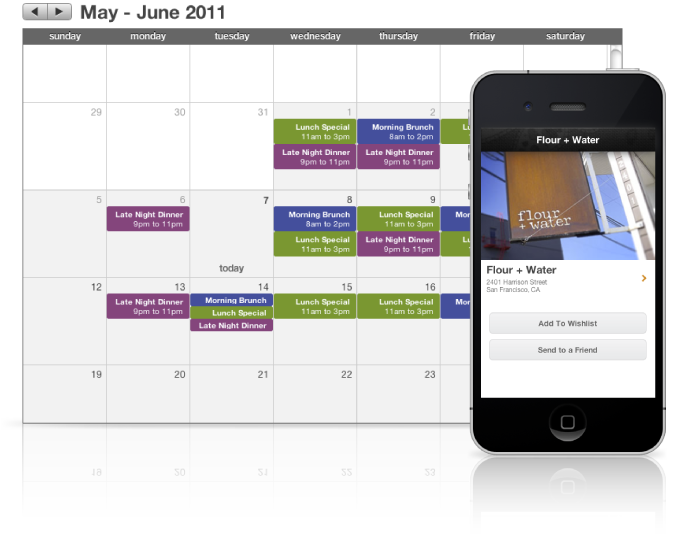 May - June 2011
sunday monday tuesday wednesday thursday friday saturday
29 30 31 1 2
Lunch Special
11am to 3pm
Late Night Dinner
9pm to 11pm
Morning Brunch
8am to 2pm
Late Night Dinner
9pm to 11pm
Lu
5 6 7 8 9
Late Night Dinner
9pm to 11pm
today
Morning Brunch
8am to 2pm
Lunch Special
11am to 3pm
Lunch Special
11am to 3pm
Late Night Dinner
9pm to 11pm
Mor
Lu
12 13 14 15 16
Late Night Dinner
9pm to 11pm
Morning Brunch
Lunch Special
Late Night Dinner
Lunch Special
11am to 3pm
Lunch Special
11am to 3pm
Mor
19 20 21 22 23
Flour + Water
flour
+ water
Flour + Water
2401 Harrison Street
San Francisco, CA
Add To Wishlist
Send to a Friend